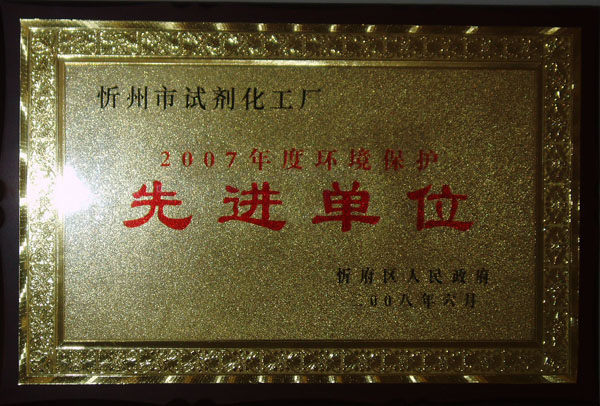 忻州市试剂化工厂
2007年度环境保护
先进单位
忻府区人民政府
二00八年六月